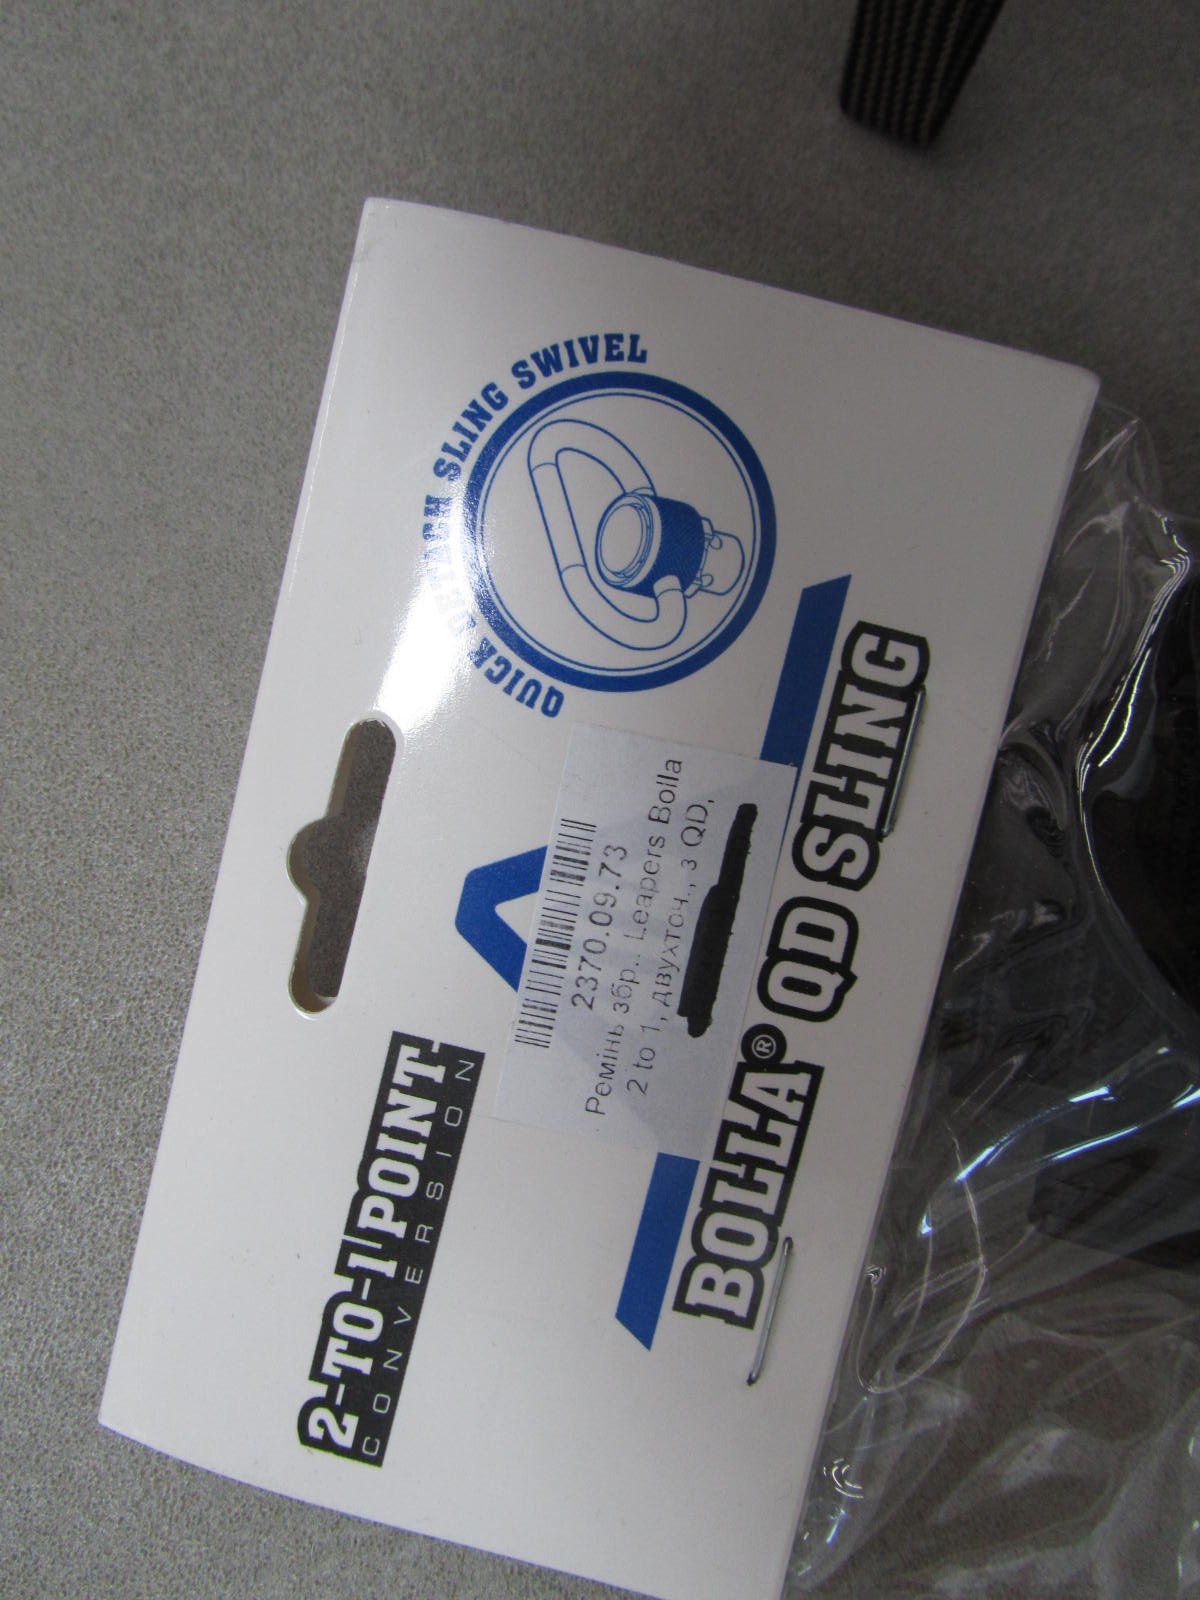 QUICK DETACH SLING SWIVEL
2-TO-1 POINT
CONVERSION
2370.09.73
Ремінь збр.. Leapers Bolla
2 to 1, двухточ., з QD,
BOLLA® QD SLING